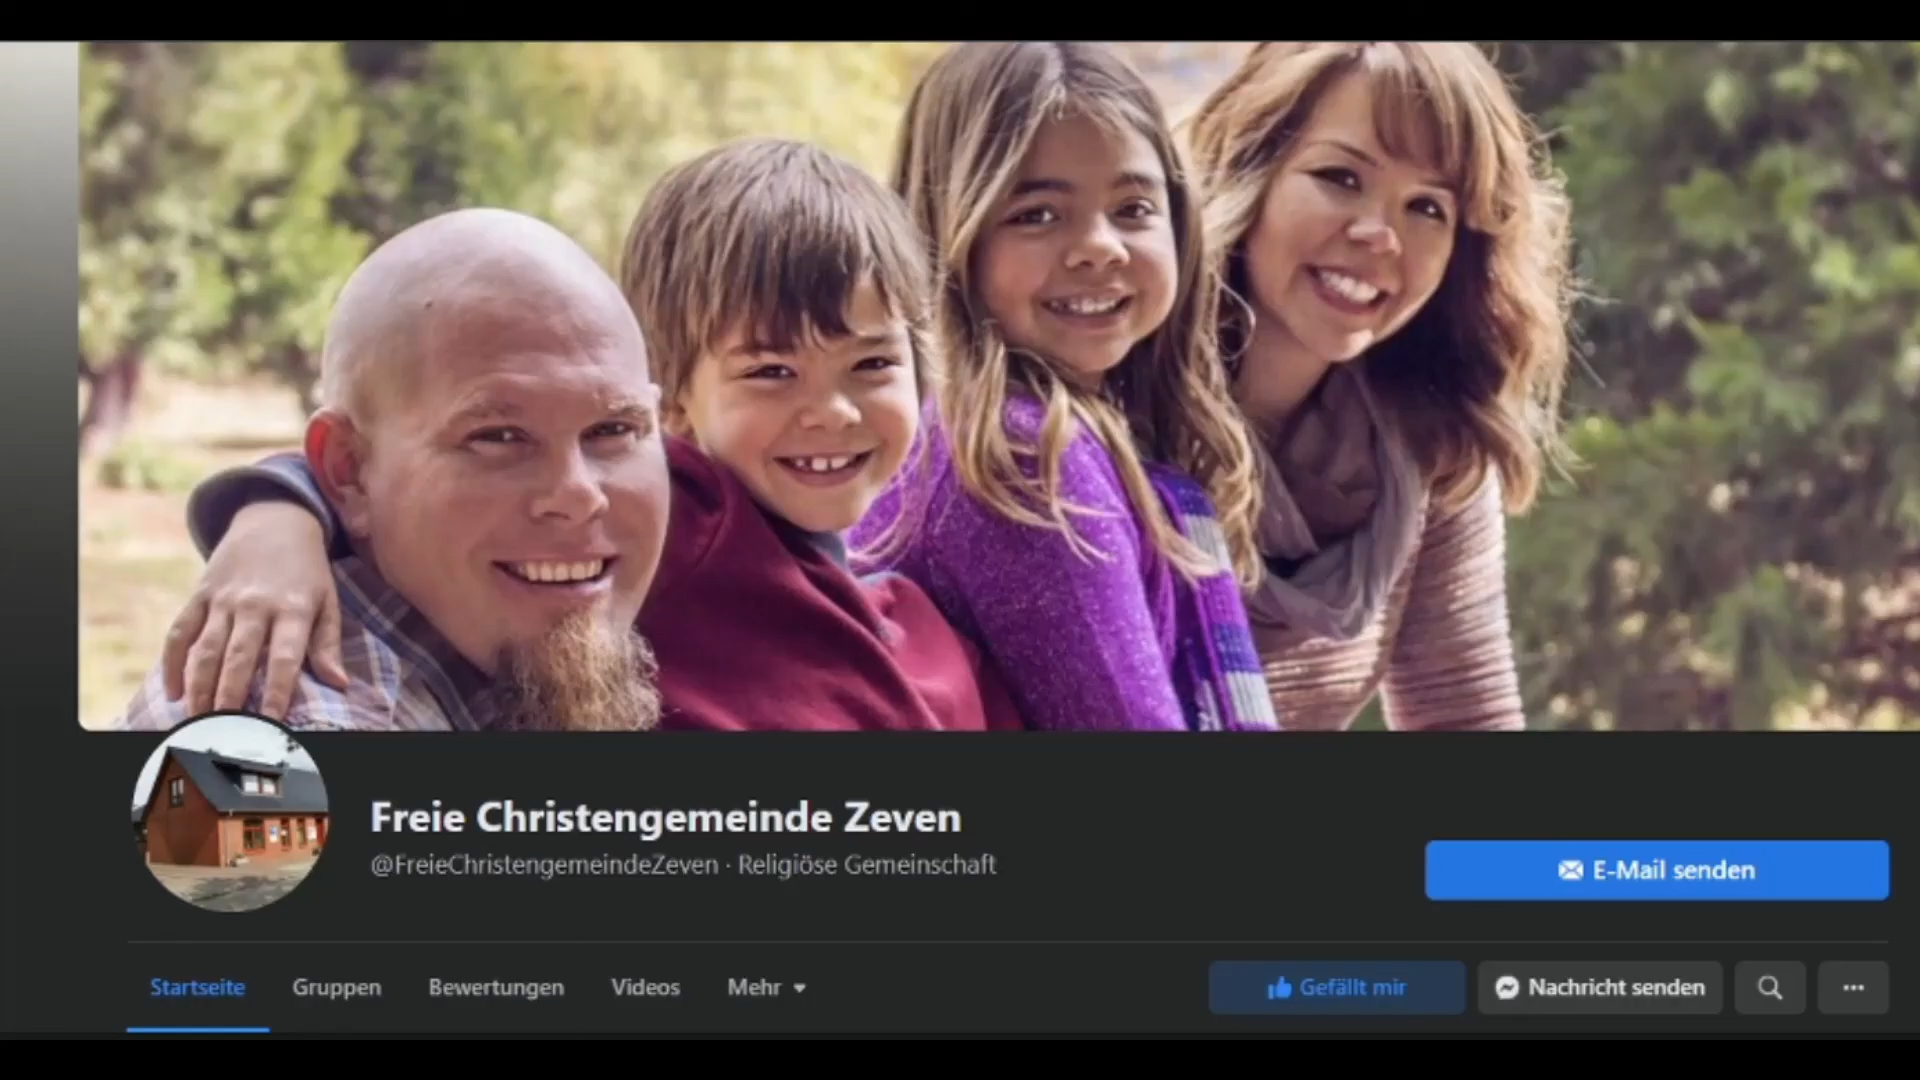 Freie Christengemeinde Zeven
@FreieChristengemeindeZeven · Religiöse Gemeinschaft
E-Mail senden
Startseite Gruppen Bewertungen Videos Mehr
Gefällt mir Nachricht senden